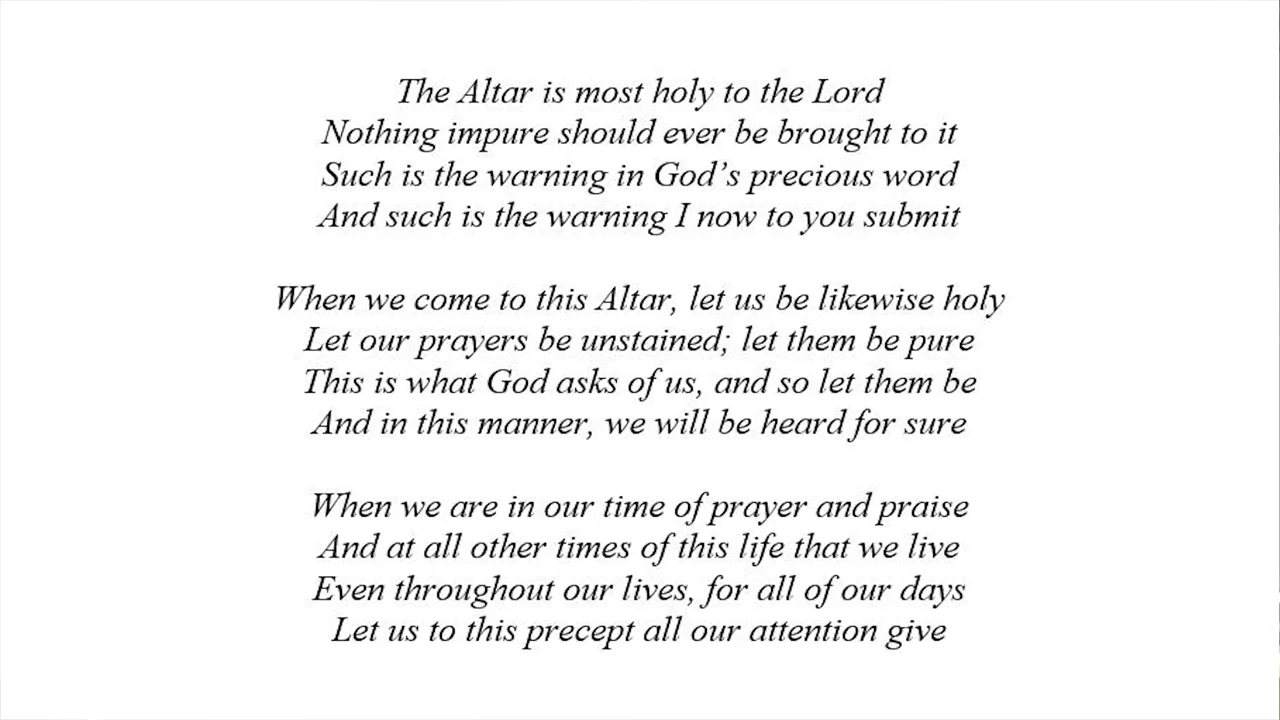 The Altar is most holy to the Lord
Nothing impure should ever be brought to it
Such is the warning in God’s precious word
And such is the warning I now to you submit
When we come to this Altar, let us be likewise holy
Let our prayers be unstained; let them be pure
This is what God asks of us, and so let them be
And in this manner, we will be heard for sure
When we are in our time of prayer and praise
And at all other times of this life that we live
Even throughout our lives, for all of our days
Let us to this precept all our attention give